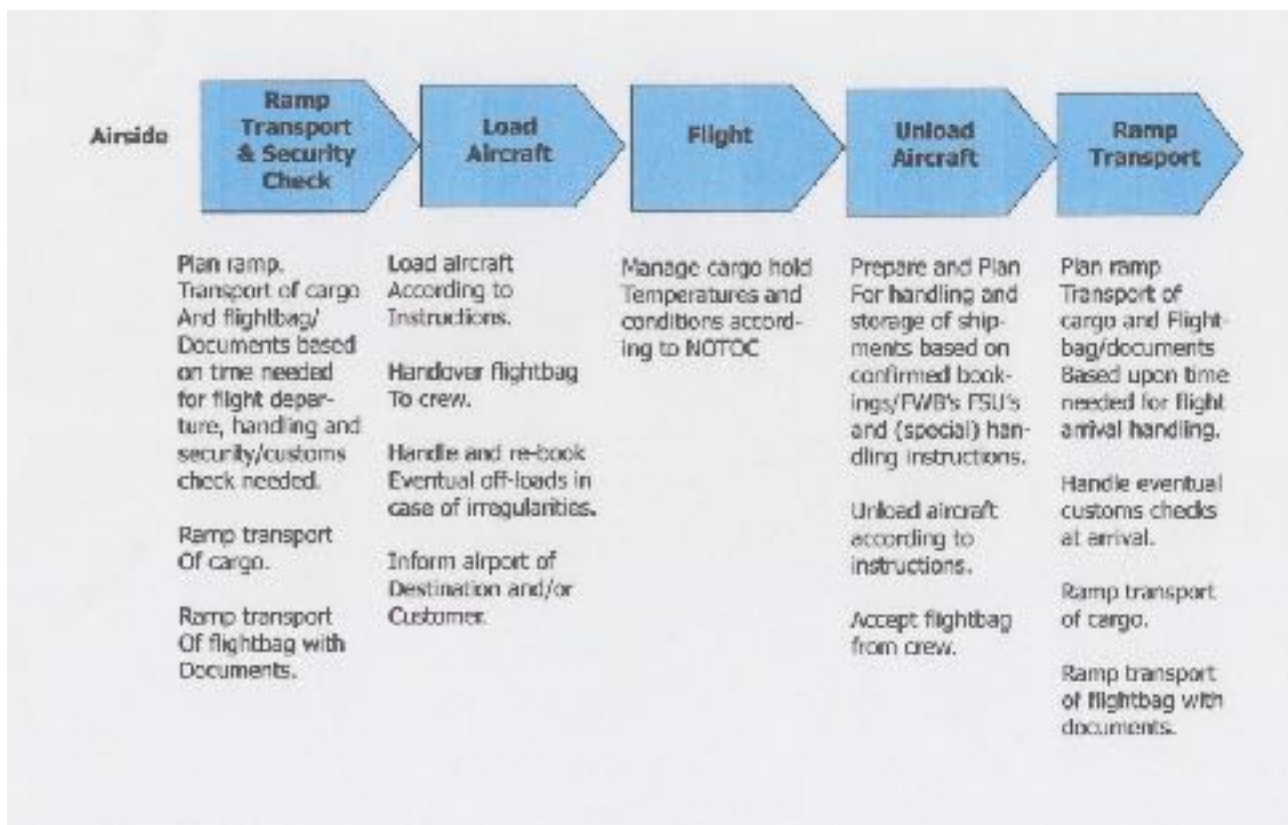 Airside
Ramp
Transport
& Security
Check
Load
Aircraft
Flight
Unload
Aircraft
Ramp
Transport
Plan ramp.
Transport of cargo
And flightbag/
Documents based
on time needed
for flight depar-
ture, handling and
security/customs
check needed.
Ramp transport
Of cargo.
Ramp transport
Of flightbag with
Documents.
Load aircraft
According to
Instructions.
Handover flightbag
To crew.
Handle and re-book
Eventual off-loads in
case of irregularities.
Inform airport of
Destination and/or
Customer.
Manage cargo hold
Temperatures and
conditions accord-
ing to NOTOC
Prepare and Plan
For handling and
storage of ship-
ments based on
confirmed book-
ings/FWB's FSU's
and (special) han-
dling instructions.
Unload aircraft
according to
instructions.
Accept flightbag
from crew.
Plan ramp
Transport of
cargo and Flight-
bag/documents
Based upon time
needed for flight
arrival handling.
Handle eventual
customs checks
at arrival.
Ramp transport
of cargo.
Ramp transport
of flightbag with
documents.